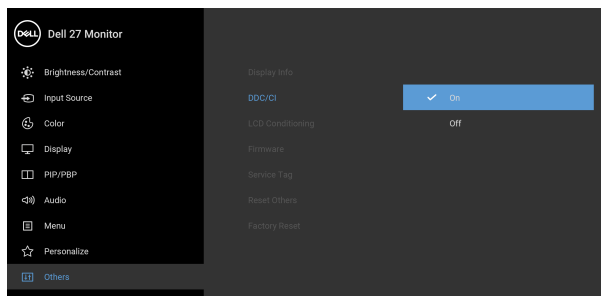 DELL Dell 27 Monitor
Brightness/Contrast
Input Source
Color
Display
PIP/PBP
Audio
Menu
Personalize
Others
Display Info
DDC/CI
LCD Conditioning
Firmware
Service Tag
Reset Others
Factory Reset
On
Off